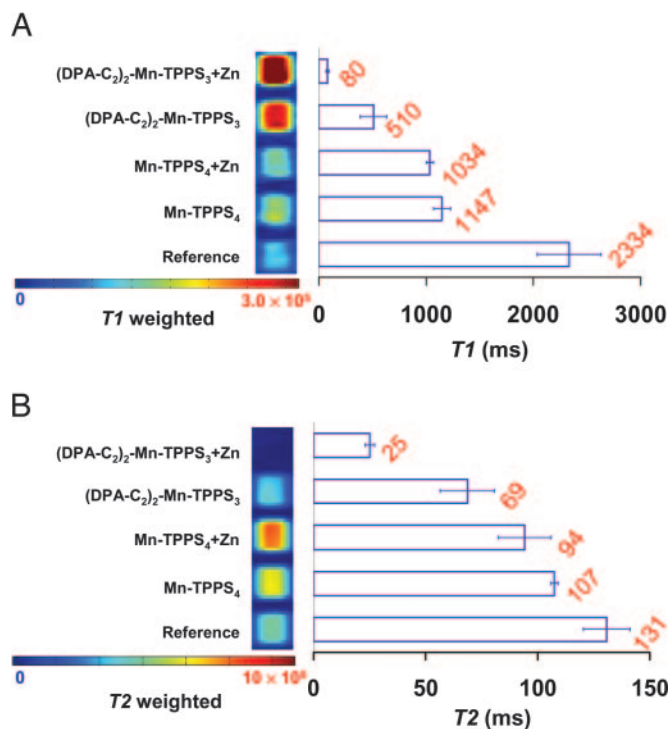 A
(DPA-C₂)₂-Mn-TPPS₃+Zn
80
(DPA-C₂)₂-Mn-TPPS₃
510
Mn-TPPS₄+Zn
1034
Mn-TPPS₄
1147
Reference
2334
0
3.0 × 10⁶
T1 weighted
0
1000
2000
3000
T1 (ms)
B
(DPA-C₂)₂-Mn-TPPS₃+Zn
25
(DPA-C₂)₂-Mn-TPPS₃
69
Mn-TPPS₄+Zn
94
Mn-TPPS₄
107
Reference
131
0
10 × 10⁶
T2 weighted
0
50
100
150
T2 (ms)